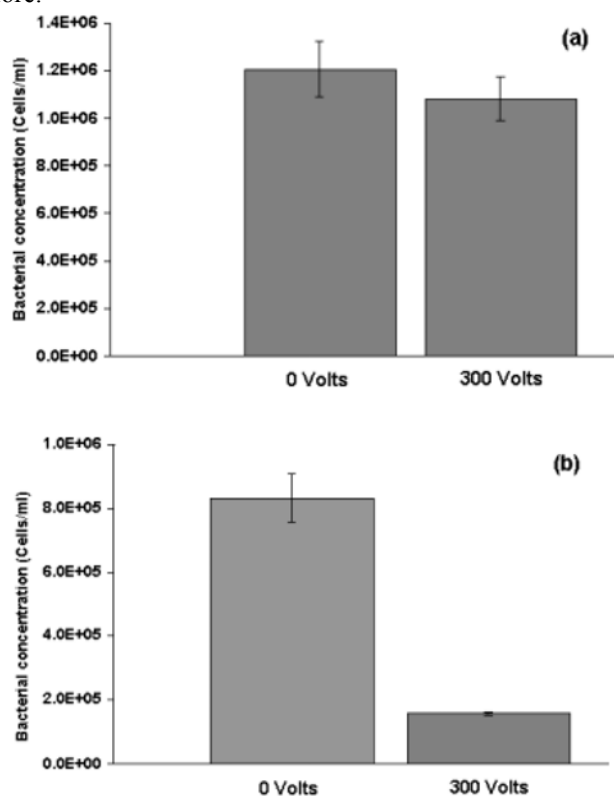 1.4E+06
(a)
1.2E+06
1.0E+06
8.0E+05
6.0E+05
4.0E+05
2.0E+05
0.0E+00
Bacterial concentration (Cells/ml)
0 Volts
300 Volts
1.0E+06
(b)
8.0E+05
6.0E+05
4.0E+05
2.0E+05
0.0E+00
Bacterial concentration (Cells/ml)
0 Volts
300 Volts